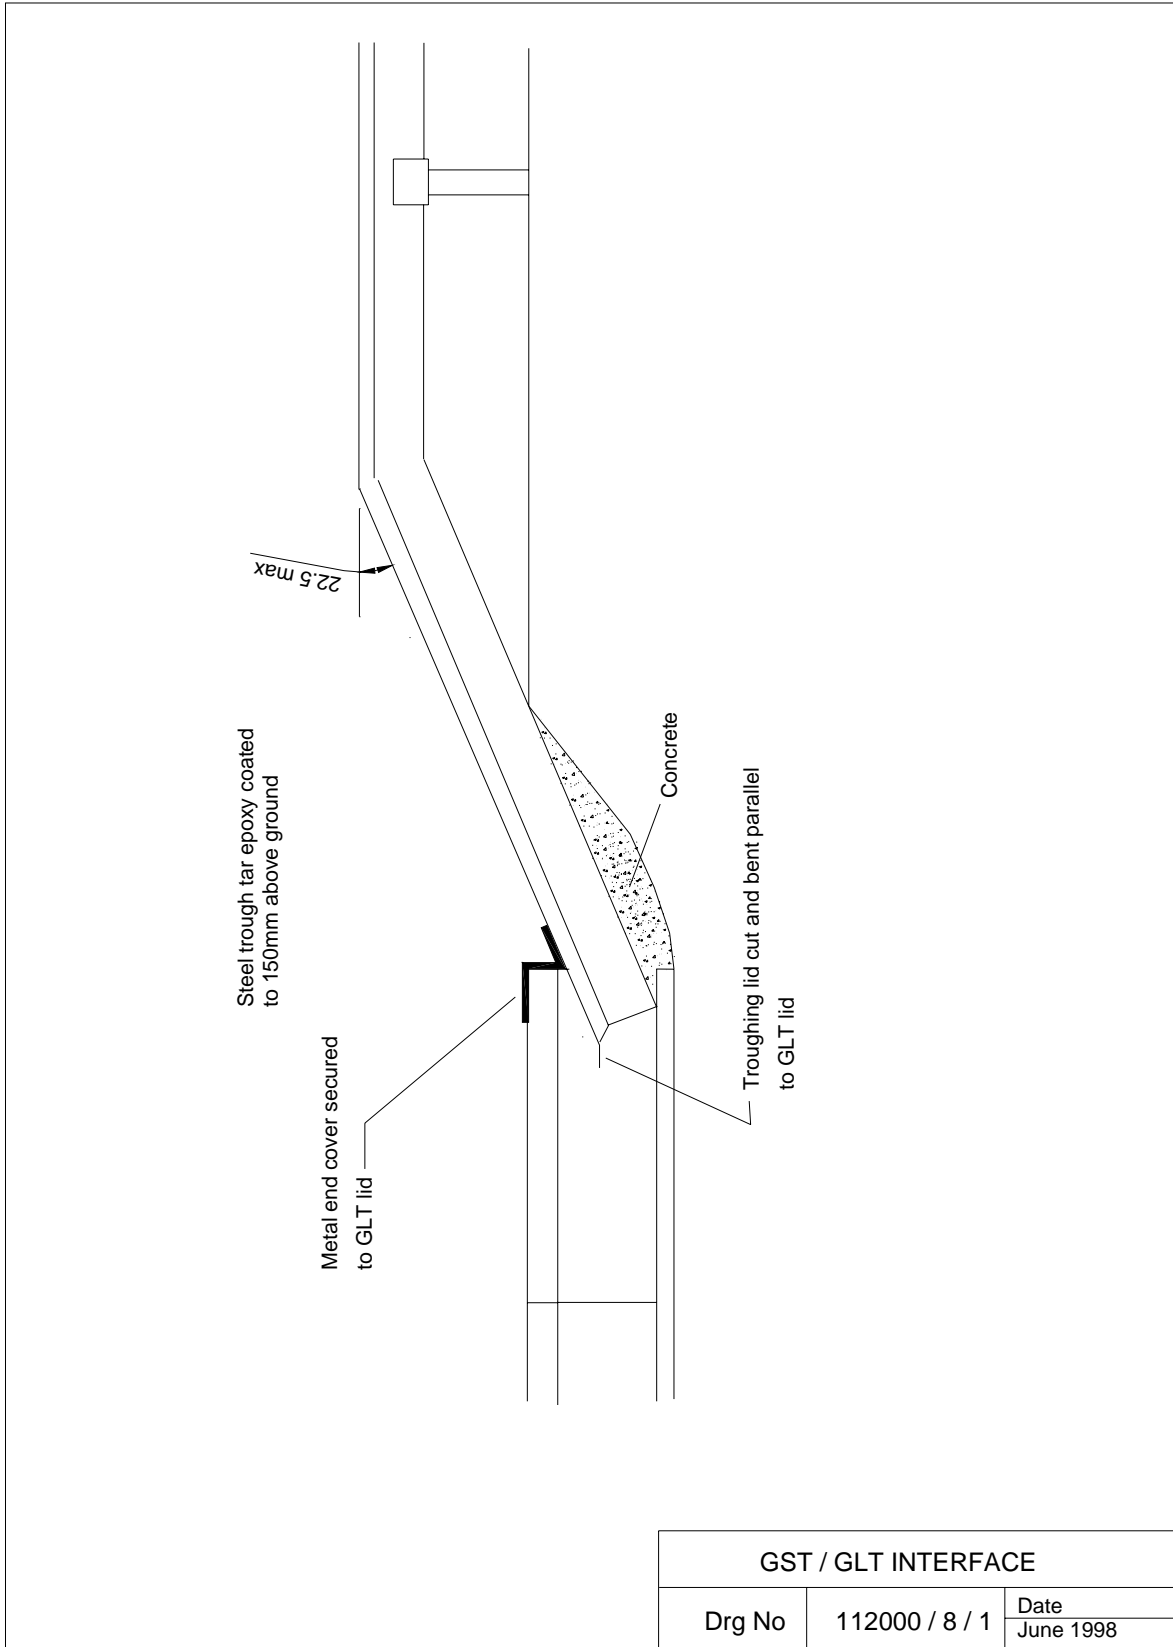 22.5 max
Steel trough tar epoxy coated
to 150mm above ground
Metal end cover secured
to GLT lid
Concrete
Troughing lid cut and bent parallel
to GLT lid
GST / GLT INTERFACE
Drg No
112000 / 8 / 1
Date
June 1998